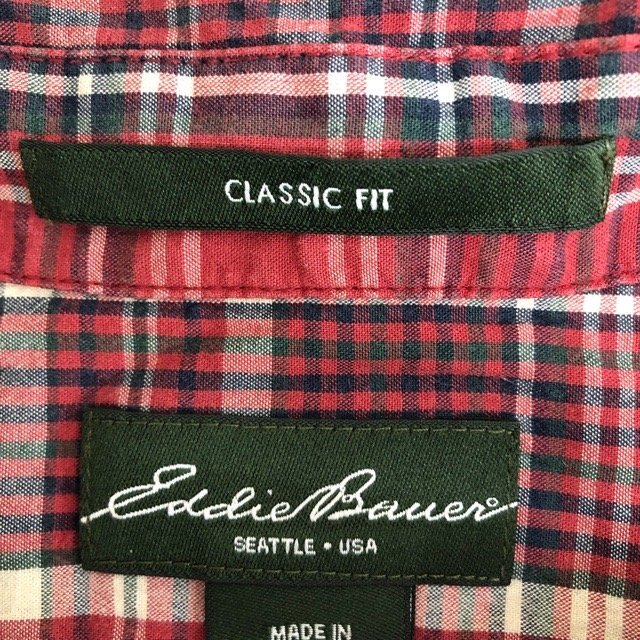 CLASSIC FIT
Eddie Bauer
SEATTLE • USA
MADE IN